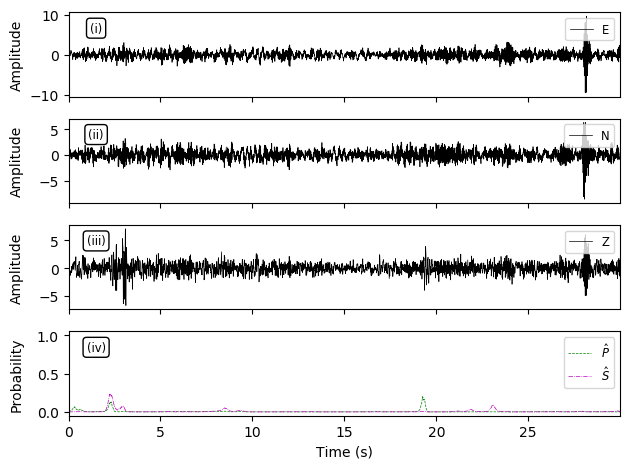 Amplitude
10
0
−10
(i)
E
Amplitude
5
0
−5
(ii)
N
Amplitude
5
0
−5
(iii)
Z
Probability
1.0
0.5
0.0
(iv)
P̂
Ŝ
0 5 10 15 20 25
Time (s)